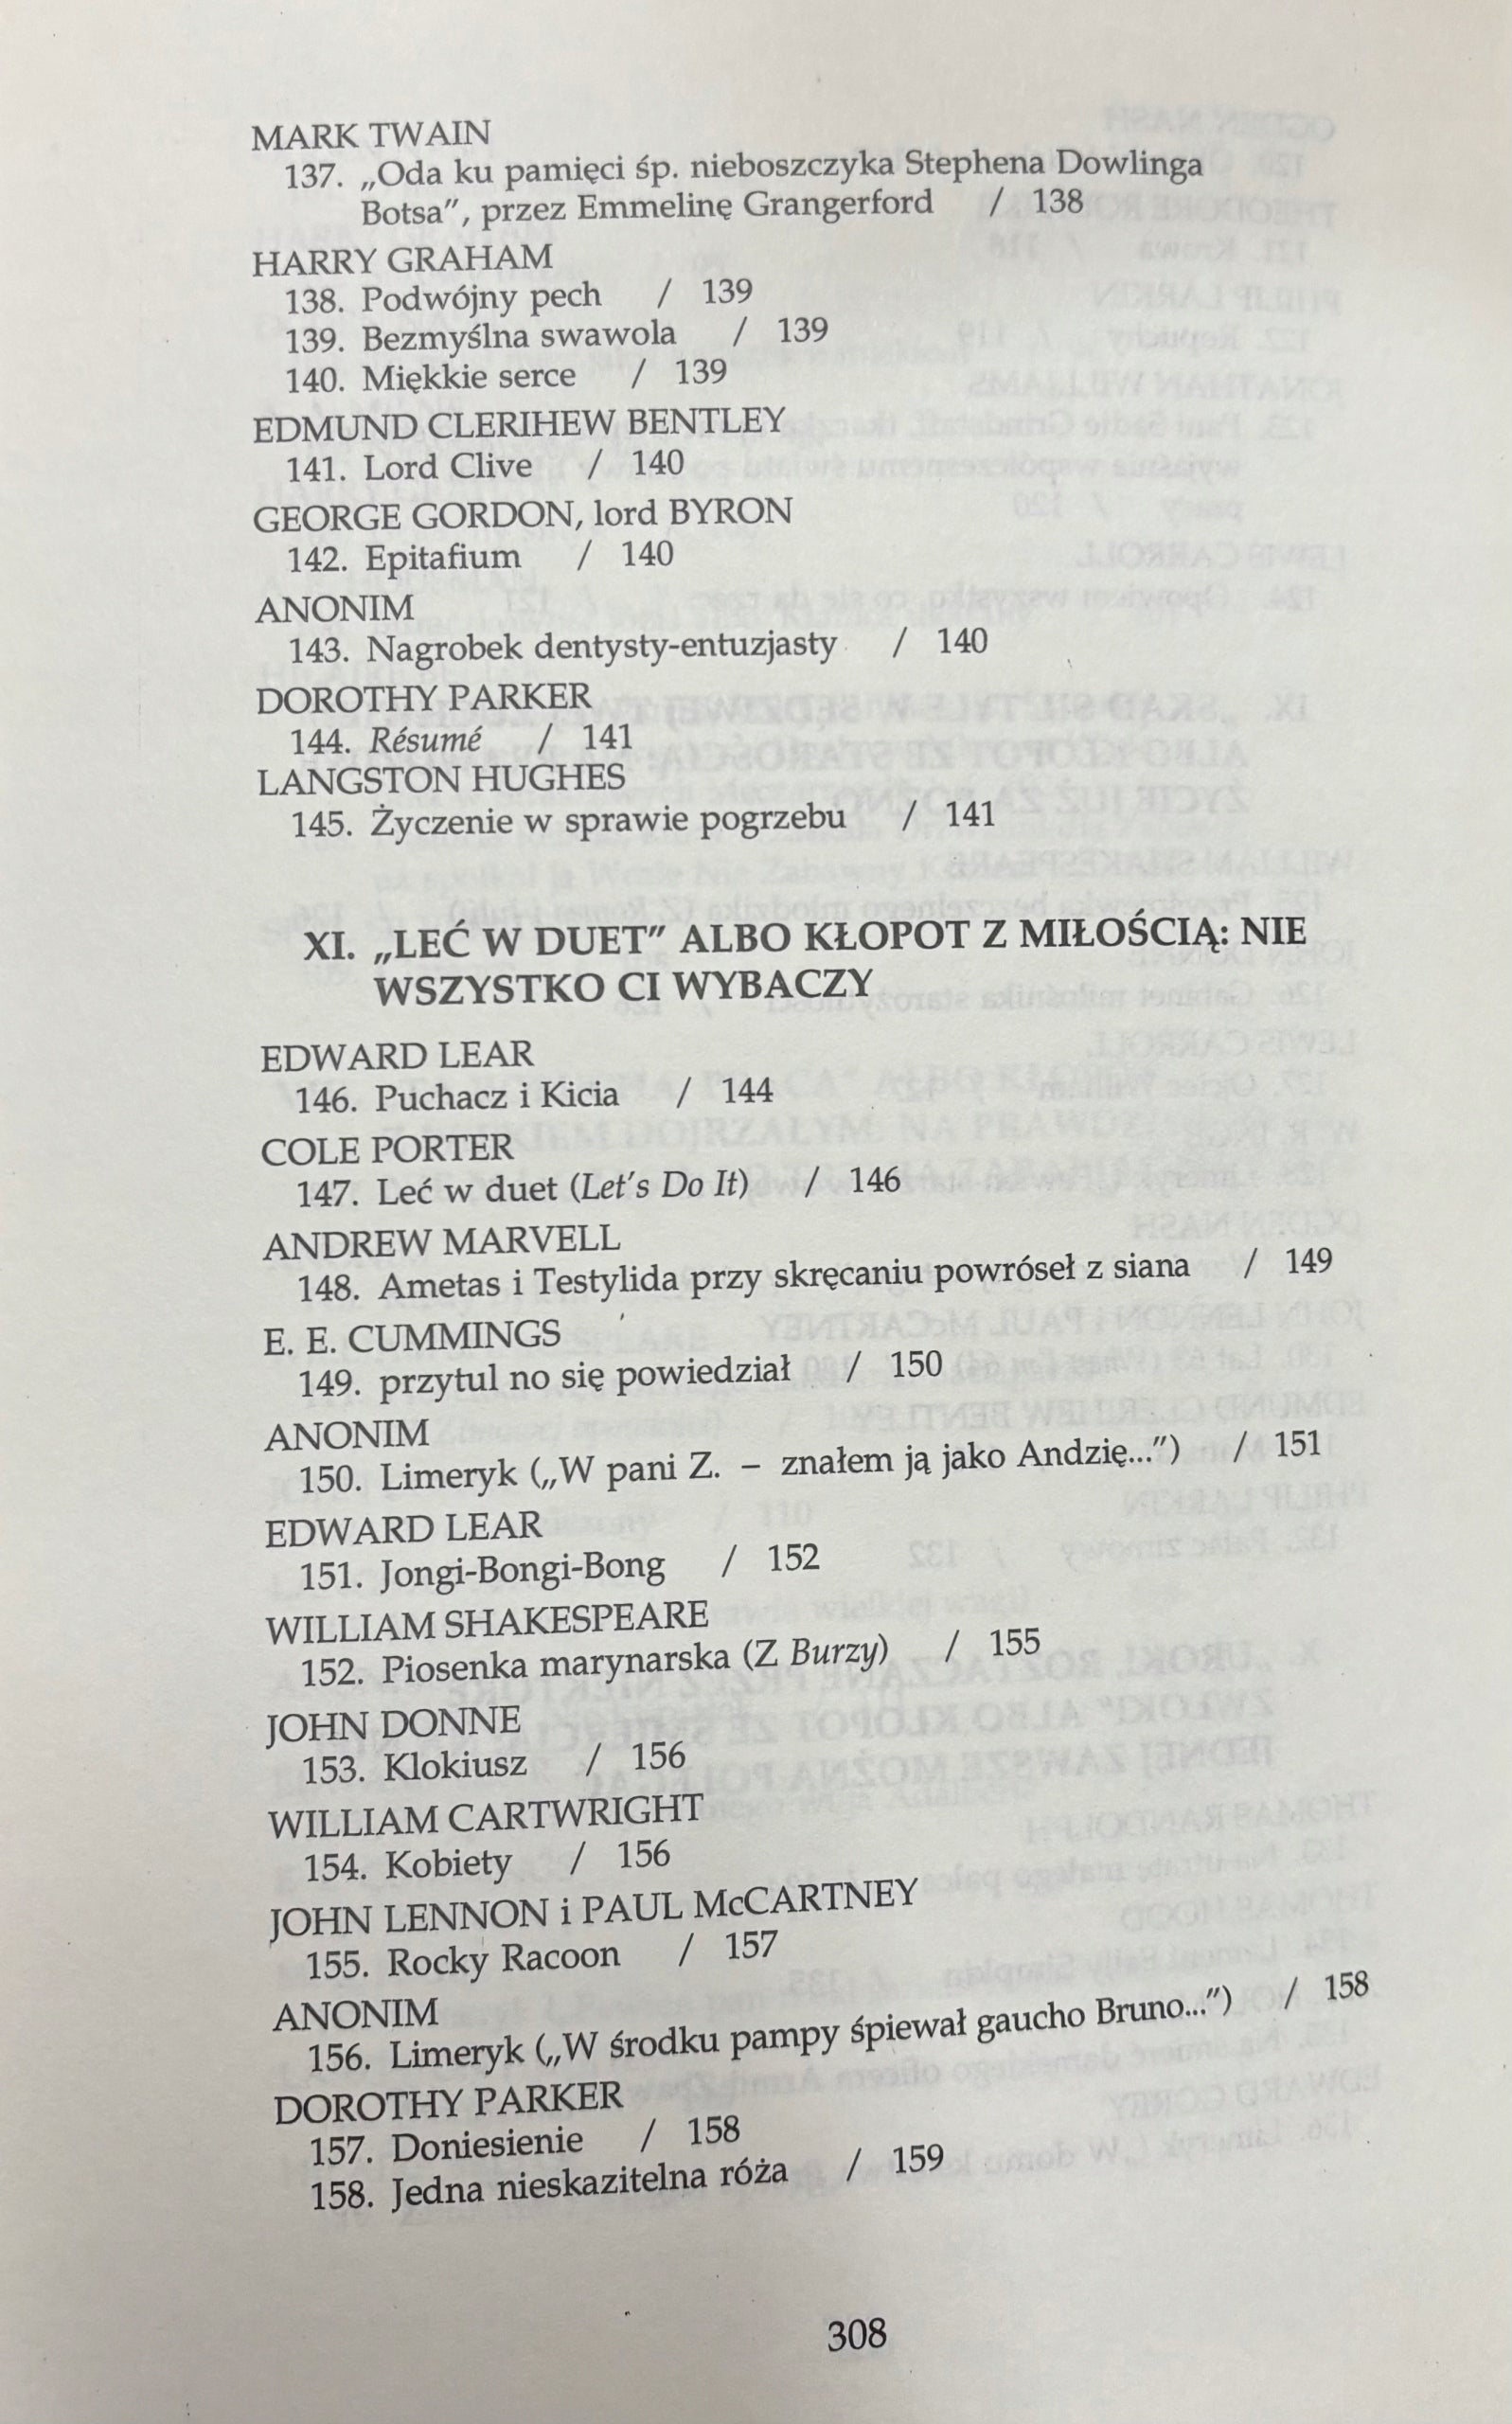 MARK TWAIN
137. „Oda ku pamięci śp. nieboszczyka Stephena Dowlinga
Botsa”, przez Emmelinę Grangerford / 138
HARRY GRAHAM
138. Podwójny pech / 139
139. Bezmyślna swawola / 139
140. Miękkie serce / 139
EDMUND CLERIHEW BENTLEY
141. Lord Clive / 140
GEORGE GORDON, lord BYRON
142. Epitafium / 140
ANONIM
143. Nagrobek dentysty-entuzjasty / 140
DOROTHY PARKER
144. Résumé / 141
LANGSTON HUGHES
145. Życzenie w sprawie pogrzebu / 141
XI. „LEĆ W DUET” ALBO KŁOPOT Z MIŁOŚCIĄ: NIE
WSZYSTKO CI WYBACZY
EDWARD LEAR
146. Puchacz i Kicia / 144
COLE PORTER
147. Leć w duet (Let's Do It) / 146
ANDREW MARVELL
148. Ametas i Testylida przy skręcaniu powróseł z siana / 149
E. E. CUMMINGS
149. przytul no się powiedział / 150
ANONIM
150. Limeryk („W pani Z. – znałem ją jako Andzię...”) / 151
EDWARD LEAR
151. Jongi-Bongi-Bong / 152
WILLIAM SHAKESPEARE
152. Piosenka marynarska (Z Burzy) / 155
JOHN DONNE
153. Klokiusz / 156
WILLIAM CARTWRIGHT
154. Kobiety / 156
JOHN LENNON i PAUL McCARTNEY
155. Rocky Racoon / 157
ANONIM
156. Limeryk („W środku pampy śpiewał gaucho Bruno...”) / 158
DOROTHY PARKER
157. Doniesienie / 158
158. Jedna nieskazitelna róża / 159
308